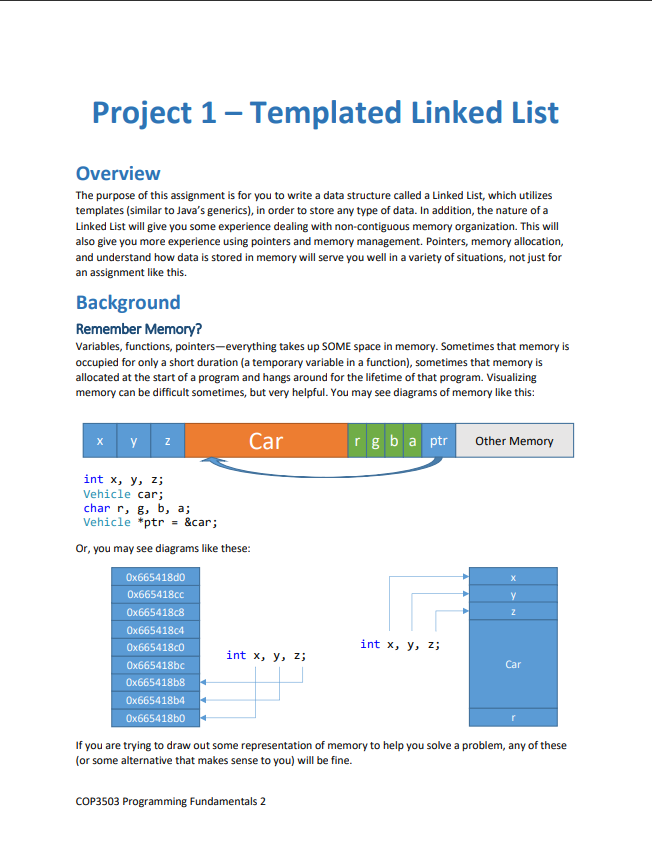 Project 1 – Templated Linked List
Overview
The purpose of this assignment is for you to write a data structure called a Linked List, which utilizes
templates (similar to Java's generics), in order to store any type of data. In addition, the nature of a
Linked List will give you some experience dealing with non-contiguous memory organization. This will
also give you more experience using pointers and memory management. Pointers, memory allocation,
and understand how data is stored in memory will serve you well in a variety of situations, not just for
an assignment like this.
Background
Remember Memory?
Variables, functions, pointers—everything takes up SOME space in memory. Sometimes that memory is
occupied for only a short duration (a temporary variable in a function), sometimes that memory is
allocated at the start of a program and hangs around for the lifetime of that program. Visualizing
memory can be difficult sometimes, but very helpful. You may see diagrams of memory like this:
x y z Car r g b a ptr Other Memory
int x, y, z;
Vehicle car;
char r, g, b, a;
Vehicle *ptr = &car;
Or, you may see diagrams like these:
0x665418d0
0x665418cc
0x665418c8
0x665418c4
0x665418c0
0x665418bc
0x665418b8
0x665418b4
0x665418b0
int x, y, z;
int x, y, z;
x
y
z
Car
r
If you are trying to draw out some representation of memory to help you solve a problem, any of these
(or some alternative that makes sense to you) will be fine.
COP3503 Programming Fundamentals 2